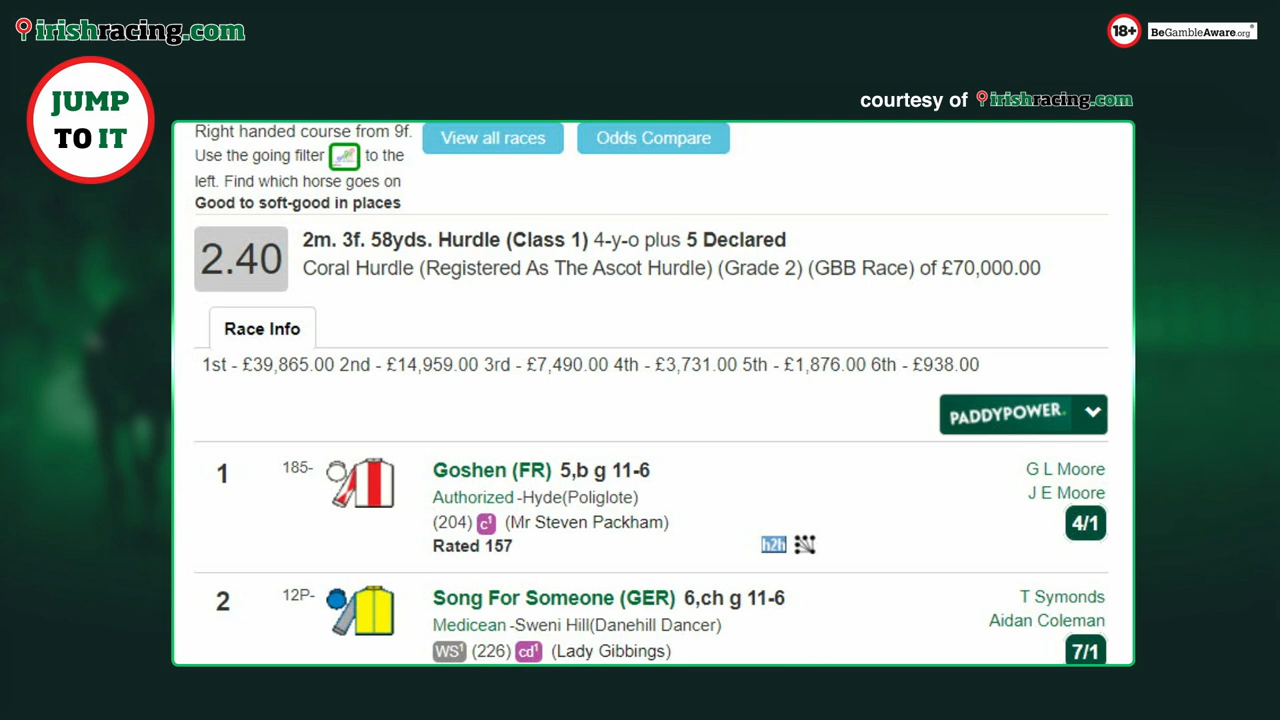 irishracing.com
18+ BeGambleAware.org®
JUMP
TO IT
courtesy of irishracing.com
Right handed course from 9f.
Use the going filter to the
left. Find which horse goes on
Good to soft-good in places
View all races
Odds Compare
2.40
2m. 3f. 58yds. Hurdle (Class 1) 4-y-o plus 5 Declared
Coral Hurdle (Registered As The Ascot Hurdle) (Grade 2) (GBB Race) of £70,000.00
Race Info
1st - £39,865.00 2nd - £14,959.00 3rd - £7,490.00 4th - £3,731.00 5th - £1,876.00 6th - £938.00
PADDYPOWER.
1
185-
Goshen (FR) 5,b g 11-6
Authorized -Hyde(Poliglote)
(204) c¹ (Mr Steven Packham)
Rated 157
h2h
G L Moore
J E Moore
4/1
2
12P-
Song For Someone (GER) 6,ch g 11-6
Medicean -Sweni Hill(Danehill Dancer)
WS¹ (226) cd¹ (Lady Gibbings)
T Symonds
Aidan Coleman
7/1